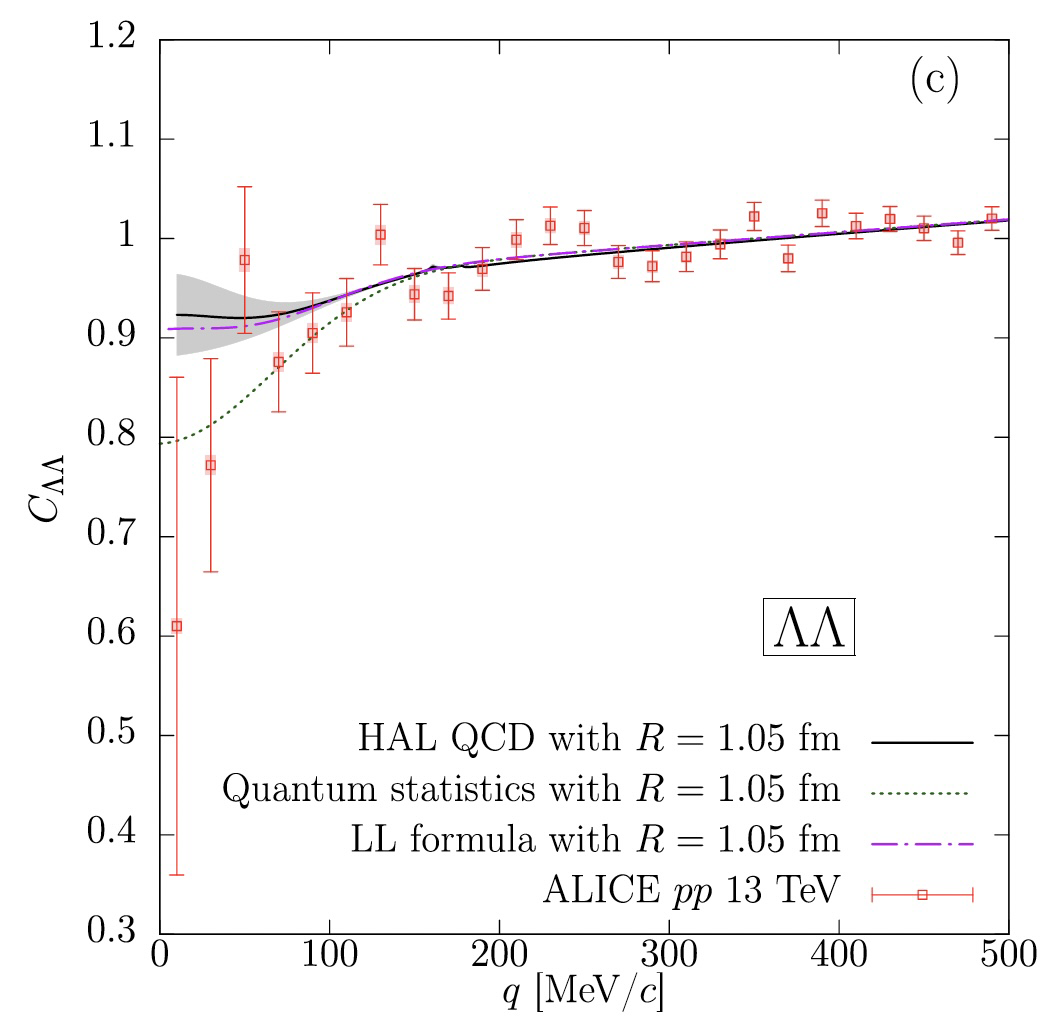 1.2
(c)
1.1
1
0.9
0.8
C_ΛΛ
0.7
0.6
ΛΛ
0.5
HAL QCD with R = 1.05 fm
Quantum statistics with R = 1.05 fm
0.4
LL formula with R = 1.05 fm
ALICE pp 13 TeV
0.3
0 100 200 300 400 500
q [MeV/c]